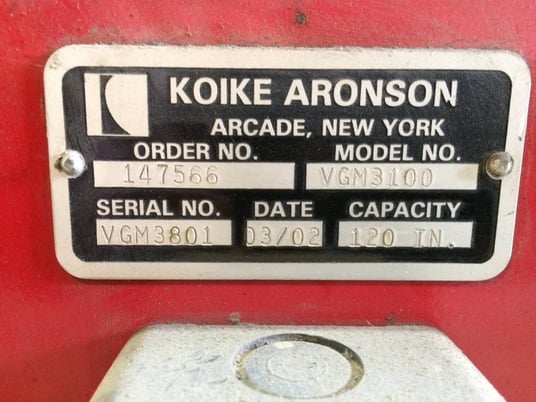 KOIKE ARONSON
ARCADE, NEW YORK
ORDER NO. MODEL NO.
147566 VGM3100
SERIAL NO. DATE CAPACITY
VGM3801 03/02 120 IN.